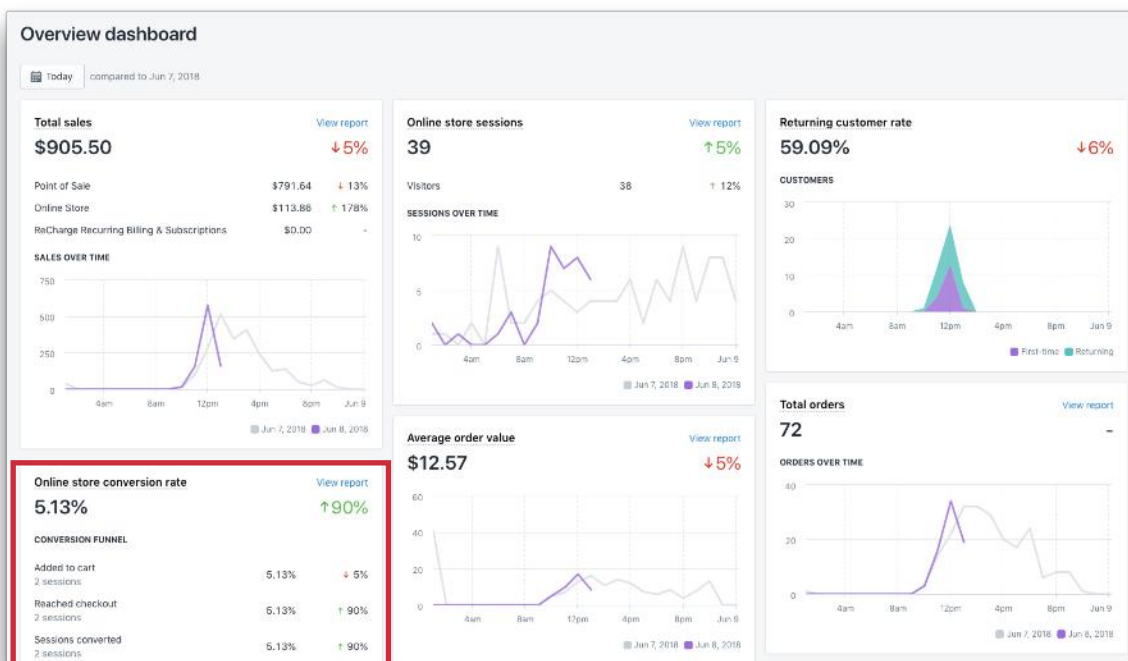 Overview dashboard
Today compared to Jun 7, 2018
Total sales View report
$905.50 ↓5%
Point of Sale $791.64 ↓ 13%
Online Store $113.86 ↑ 178%
ReCharge Recurring Billing & Subscriptions $0.00 -
SALES OVER TIME
750
500
250
0
4am 8am 12pm 4pm 8pm Jun 9
Jun 7, 2018 Jun 8, 2018
Online store conversion rate View report
5.13% ↑90%
CONVERSION FUNNEL
Added to cart
2 sessions
5.13% ↓ 5%
Reached checkout
2 sessions
5.13% ↑ 90%
Sessions converted
2 sessions
5.13% ↑ 90%
Online store sessions View report
39 ↑5%
Visitors 38 ↑ 12%
SESSIONS OVER TIME
10
5
0
4am 8am 12pm 4pm 8pm Jun 9
Jun 7, 2018 Jun 8, 2018
Average order value View report
$12.57 ↓5%
60
40
20
0
4am 8am 12pm 4pm 8pm Jun 9
Jun 7, 2018 Jun 8, 2018
Returning customer rate
59.09% ↓6%
CUSTOMERS
30
20
10
0
4am 8am 12pm 4pm 8pm Jun 9
First-time Returning
Total orders View report
72 -
ORDERS OVER TIME
40
20
0
4am 8am 12pm 4pm 8pm Jun 9
Jun 7, 2018 Jun 8, 2018